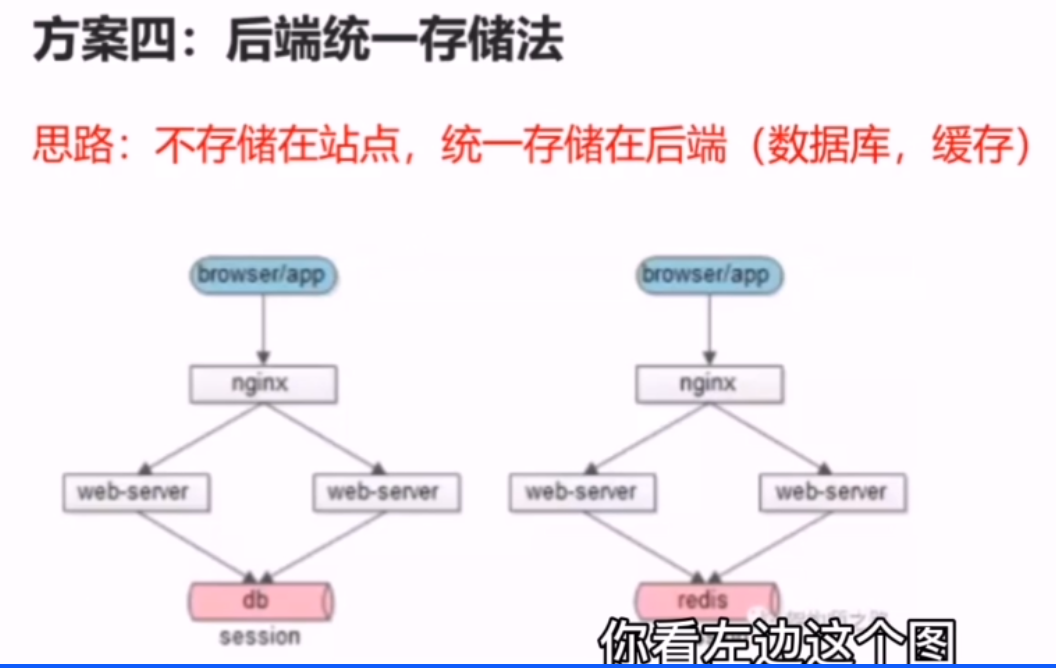 方案四：后端统一存储法
思路：不存储在站点，统一存储在后端（数据库，缓存）
browser/app
browser/app
nginx
nginx
web-server
web-server
web-server
web-server
db
redis
session
你看左边这个图